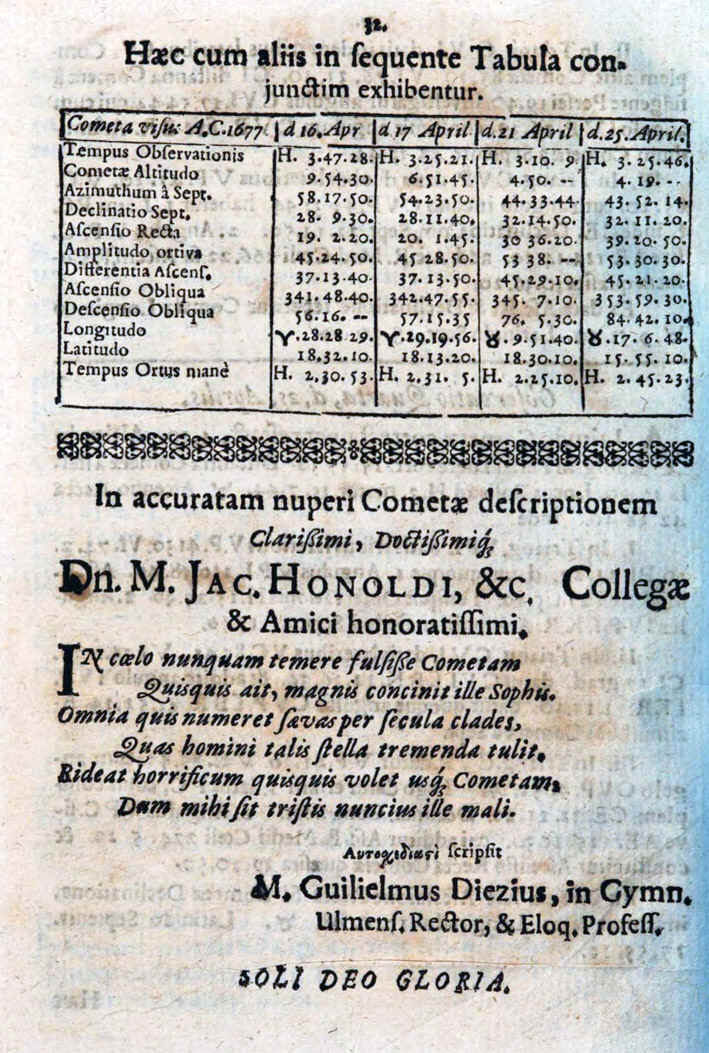 32.
Hæc cum aliis in ſequente Tabula con-
junctim exhibentur.
Cometa viſus A.C.1677. | d 16. Apr | d 17 April | d. 21 April | d. 25. April.
Tempus Obſervationis H. 3.47.28. H. 3.25.21. H. 3.10. 9. H. 3.25.46.
Cometæ Altitudo 9.54.30. 6.51.45. 4.50. -- 4.19. --
Azimuthum à Sept. 58.17.50. 54.23.50. 44.33.44. 43.52.14.
Declinatio Sept. 28. 9.30. 28.11.40. 32.14.50. 32.11.20.
Aſcenſio Recta 19. 2.20. 20. 1.45. 30 36.20. 39.20.50.
Amplitudo ortiva 45.24.50. 45 28.50. 53 38. -- 53.30.30.
Differentia Aſcenſ. 37.13.40. 37.13.50. 45.29.10. 45.21.20.
Aſcenſio Obliqua 341.48.40. 342.47.55. 345. 7.10. 353.59.30.
Deſcenſio Obliqua 56.16. -- 57.15.35 76. 5.30. 84.42.10.
Longitudo ♈.28.28 29. ♈.29.19.56. ♉. 9.51.40. ♉.17. 6.48.
Latitudo 18.32.10. 18.13.20. 18.30.10. 15.55.10.
Tempus Ortus manè H. 2.30.53. H. 2.31. 5. H. 2.25.10. H. 2.45.23.
In accuratam nuperi Cometæ deſcriptionem
Clariſſimi, Doctiſſimiq́;
Dn. M. JAC. HONOLDI, &c. Collegæ
& Amici honoratiſſimi.
IN cœlo nunquam temere fulſiſſe Cometam
Quisquis ait, magnis concinit ille Sophis.
Omnia quis numeret ſævas per ſecula clades,
Quas homini talis ſtella tremenda tulit.
Rideat horrificum quisquis volet usq́; Cometam,
Dum mihi ſit triſtis nuncius ille mali.
Αυτοχεδιαςὶ ſcripſit
M. Guilielmus Diezius, in Gymn.
Ulmenſ. Rector, & Eloq. Profeſſ.
SOLI DEO GLORIA.